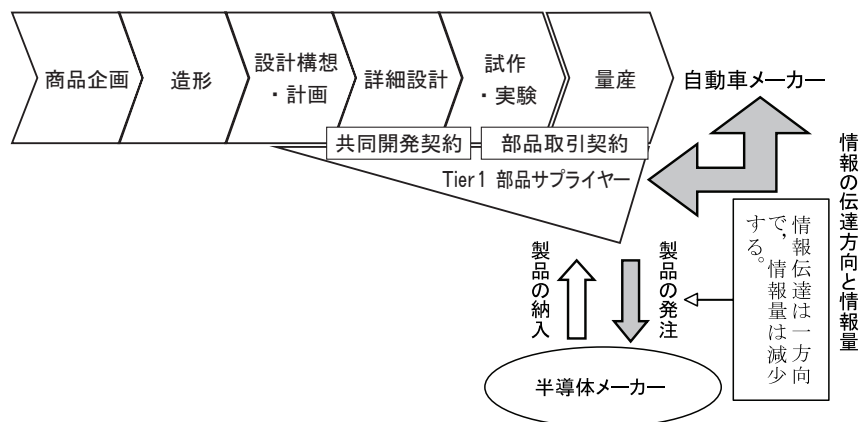 商品企画
造形
設計構想
・計画
詳細設計
試作
・実験
量産
自動車メーカー
共同開発契約
部品取引契約
Tier1 部品サプライヤー
情報の伝達方向と情報量
情報伝達は一方向
で，情報量は減少
する。
製品の納入
製品の発注
半導体メーカー